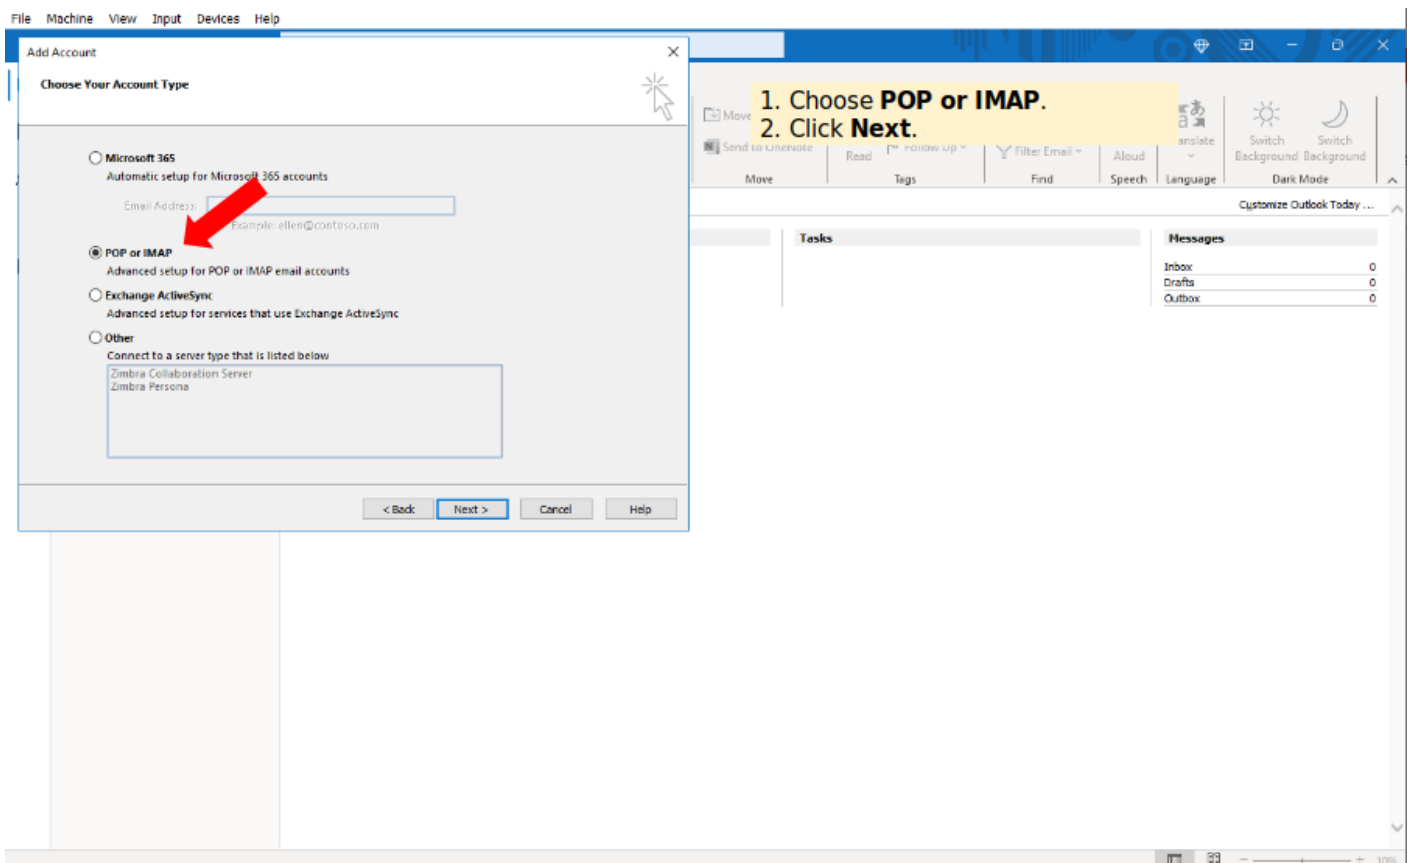 File Machine View Input Devices Help
Add Account
Choose Your Account Type
Microsoft 365
Automatic setup for Microsoft 365 accounts
Email Address:
Example: ellen@contoso.com
POP or IMAP
Advanced setup for POP or IMAP email accounts
Exchange ActiveSync
Advanced setup for services that use Exchange ActiveSync
Other
Connect to a server type that is listed below
Zimbra Collaboration Server
Zimbra Persona
< Back Next > Cancel Help
1. Choose POP or IMAP.
2. Click Next.
Move
Send to OneNote
Read
Follow Up
Filter Email
Aloud
Switch Background
Switch Background
Move Tags Find Speech Language Dark Mode
Customize Outlook Today ...
Tasks
Messages
Inbox 0
Drafts 0
Outbox 0
10%